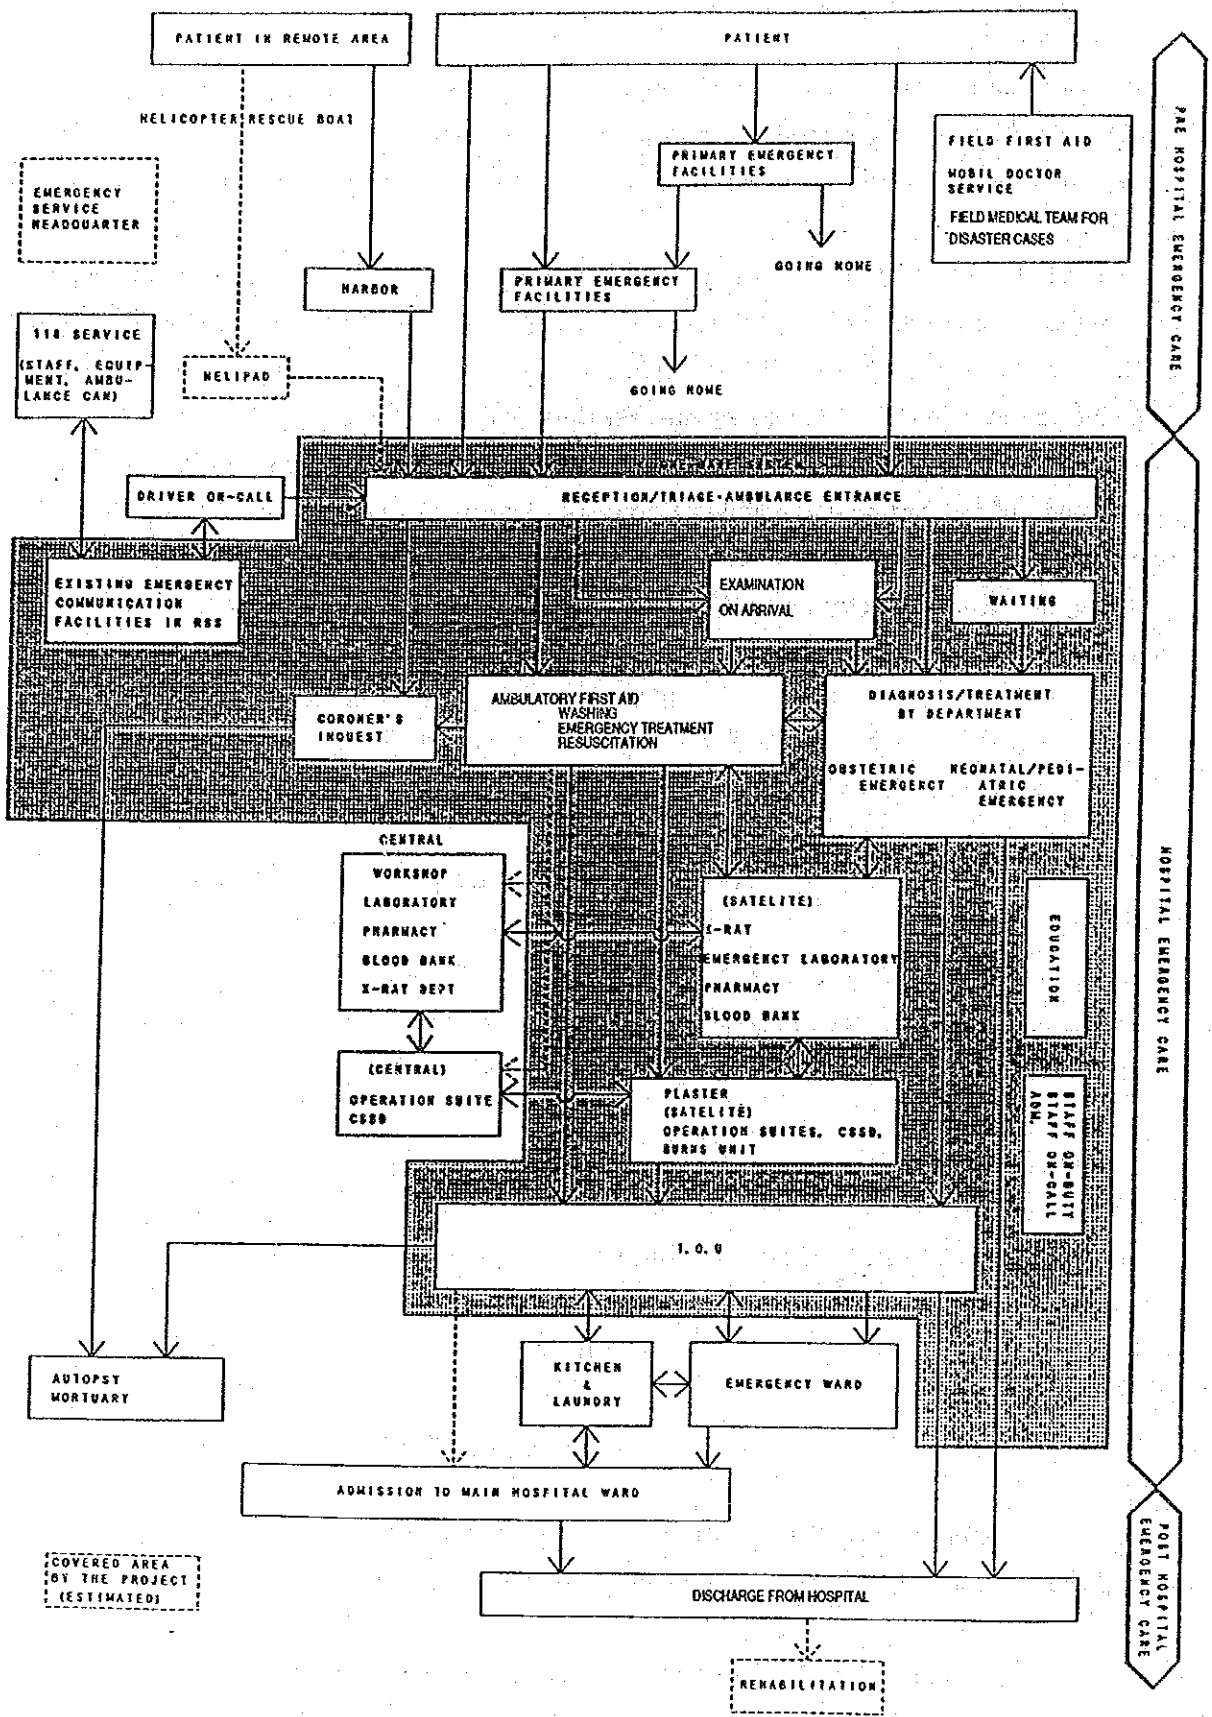 PATIENT IN REMOTE AREA
PATIENT
HELICOPTER RESCUE BOAT
EMERGENCY
SERVICE
HEADQUARTER
PRIMARY EMERGENCY
FACILITIES
FIELD FIRST AID
MOBIL DOCTOR
SERVICE
FIELD MEDICAL TEAM FOR
DISASTER CASES
PRE HOSPITAL EMERGENCY CARE
GOING HOME
HARBOR
PRIMARY EMERGENCY
FACILITIES
118 SERVICE
(STAFF, EQUIP-
MENT, AMBU-
LANCE CAR)
HELIPAD
GOING HOME
DRIVER ON-CALL
RECEPTION/TRIAGE-AMBULANCE ENTRANCE
EXISTING EMERGENCY
COMMUNICATION
FACILITIES IN RSS
EXAMINATION
ON ARRIVAL
WAITING
CORONER'S
INQUEST
AMBULATORY FIRST AID
WASHING
EMERGENCY TREATMENT
RESUSCITATION
DIAGNOSIS/TREATMENT
BY DEPARTMENT
OBSTETRIC
EMERGENCY
NEONATAL/PEDI-
ATRIC
EMERGENCY
HOSPITAL EMERGENCY CARE
CENTRAL
WORKSHOP
LABORATORY
PHARMACY
BLOOD BANK
X-RAY DEPT
(SATELITE)
X-RAY
EMERGENCY LABORATORY
PHARMACY
BLOOD BANK
EDUCATION
(CENTRAL)
OPERATION SUITE
CSSD
PLASTER
(SATELITE)
OPERATION SUITES, CSSD,
BURNS UNIT
STAFF ON-DUTY
STAFF ON-CALL
ADM.
I.C.U
AUTOPSY
MORTUARY
KITCHEN
&
LAUNDRY
EMERGENCY WARD
ADMISSION TO MAIN HOSPITAL WARD
COVERED AREA
BY THE PROJECT
(ESTIMATED)
DISCHARGE FROM HOSPITAL
POST HOSPITAL
EMERGENCY CARE
REHABILITATION